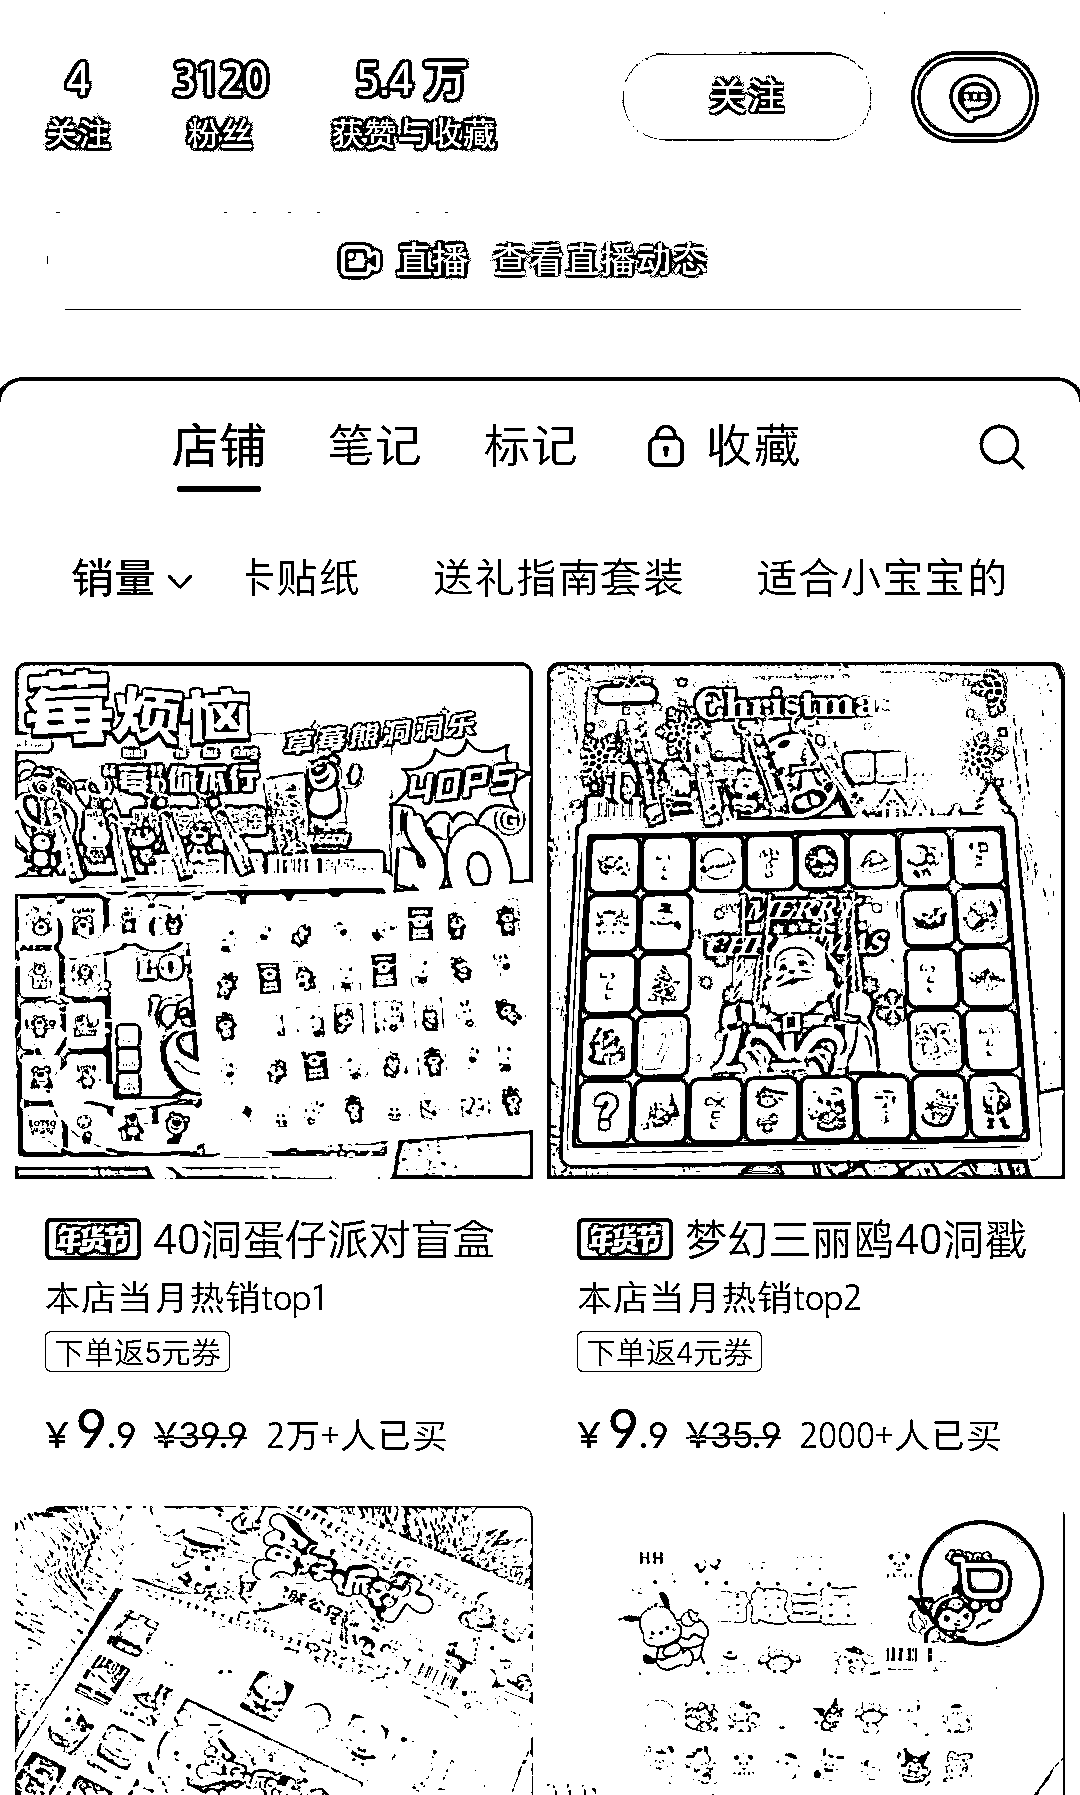 4 3120 5.4万 关注
关注 粉丝 获赞与收藏
直播 查看直播动态
店铺 笔记 标记 收藏
销量 卡贴纸 送礼指南套装 适合小宝宝的
莓烦恼
草莓熊洞洞乐
"莓"你不行
40PS
LO
Christmas
MERRY
CHRISTMAS
?
年货节 40洞蛋仔派对盲盒
本店当月热销top1
下单返5元券
¥9.9 ¥39.9 2万+人已买
年货节 梦幻三丽鸥40洞戳
本店当月热销top2
下单返4元券
¥9.9 ¥35.9 2000+人已买
HH